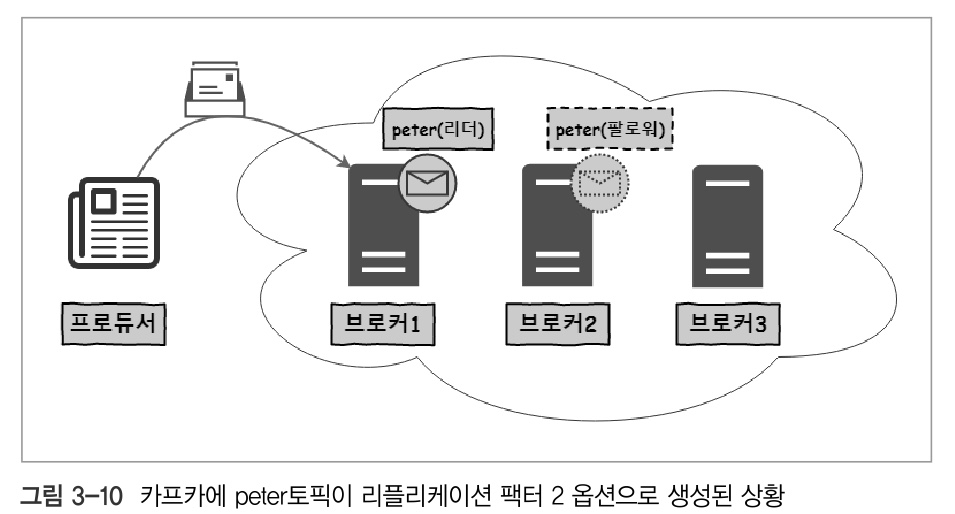 peter(리더)
peter(팔로워)
프로듀서
브로커1
브로커2
브로커3
그림 3-10 카프카에 peter토픽이 리플리케이션 팩터 2 옵션으로 생성된 상황